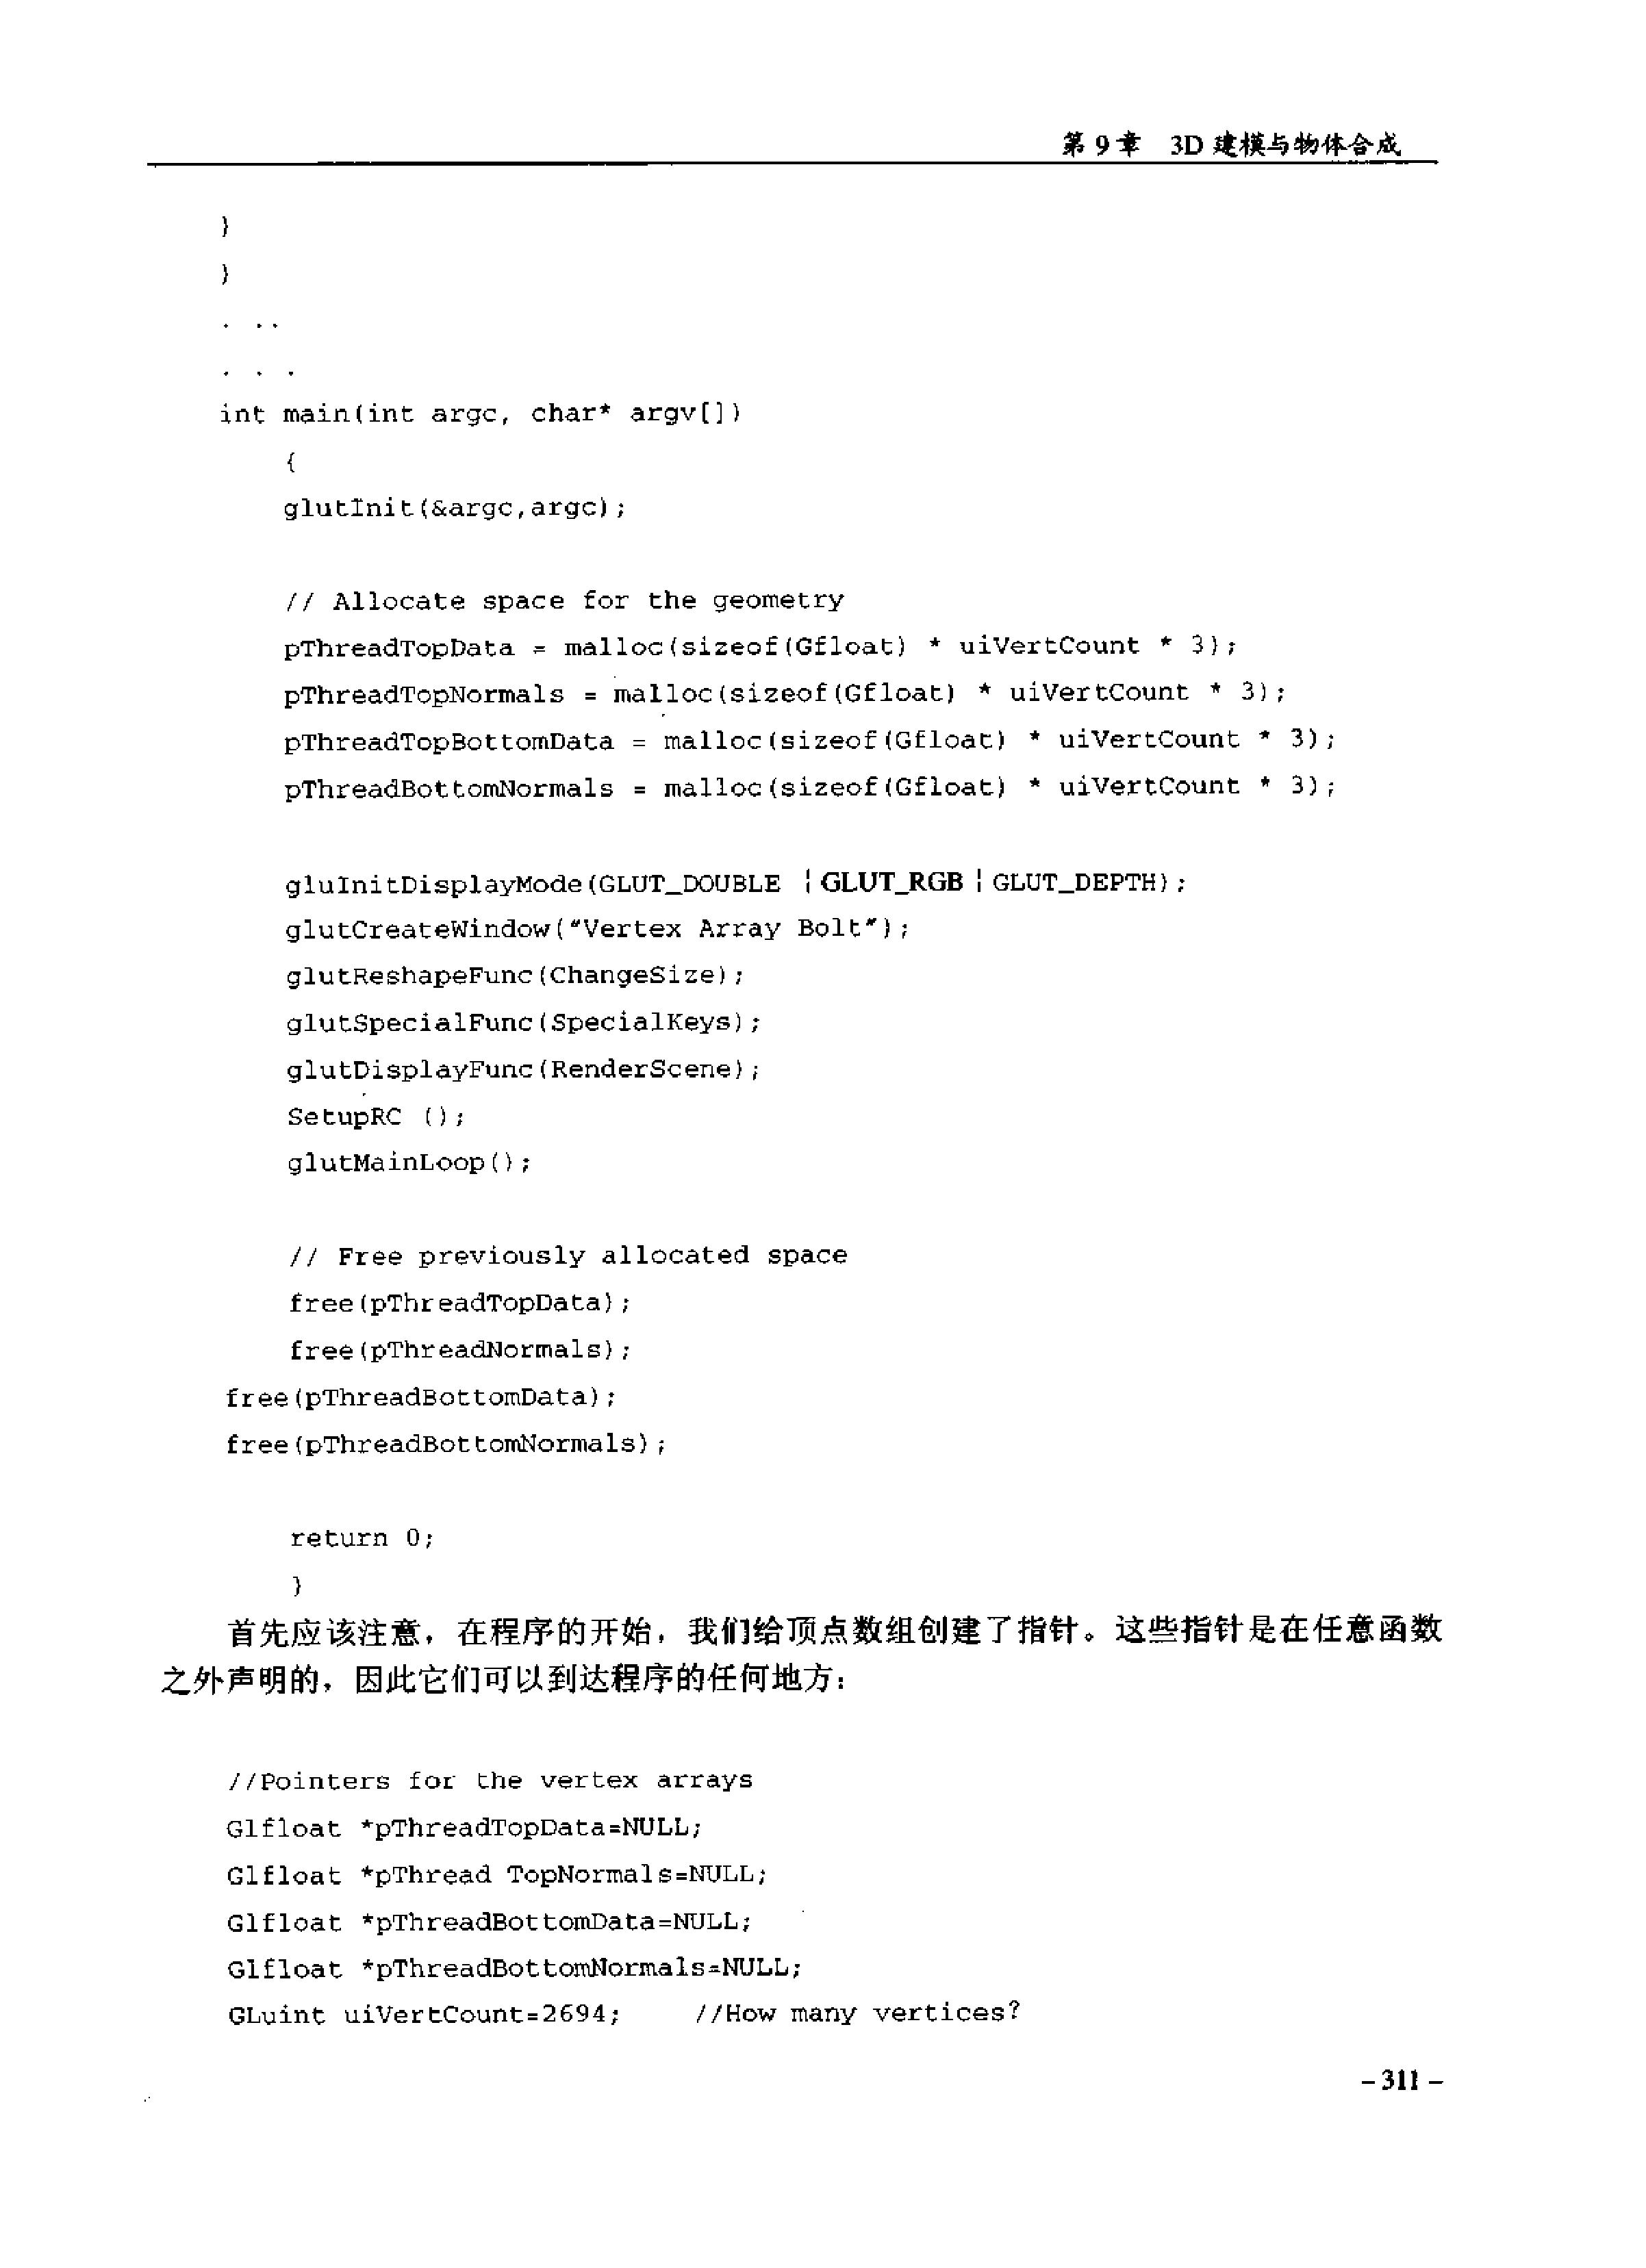 第9章 3D 建模与物体合成
}
}
. ..
. . .
int main(int argc, char* argv[])
{
glutInit(&argc,argc);
// Allocate space for the geometry
pThreadTopData = malloc(sizeof(Gfloat) * uiVertCount * 3);
pThreadTopNormals = malloc(sizeof(Gfloat) * uiVertCount * 3);
pThreadTopBottomData = malloc(sizeof(Gfloat) * uiVertCount * 3);
pThreadBottomNormals = malloc(sizeof(Gfloat) * uiVertCount * 3);
gluInitDisplayMode(GLUT_DOUBLE ¦ GLUT_RGB ¦ GLUT_DEPTH);
glutCreateWindow("Vertex Array Bolt");
glutReshapeFunc(ChangeSize);
glutSpecialFunc(SpecialKeys);
glutDisplayFunc(RenderScene);
SetupRC ();
glutMainLoop();
// Free previously allocated space
free(pThreadTopData);
free(pThreadNormals);
free(pThreadBottomData);
free(pThreadBottomNormals);
return 0;
}
首先应该注意，在程序的开始，我们给顶点数组创建了指针。这些指针是在任意函数
之外声明的，因此它们可以到达程序的任何地方：
//Pointers for the vertex arrays
Glfloat *pThreadTopData=NULL;
Glfloat *pThread TopNormals=NULL;
Glfloat *pThreadBottomData=NULL;
Glfloat *pThreadBottomNormals=NULL;
GLuint uiVertCount=2694; //How many vertices?
-311-